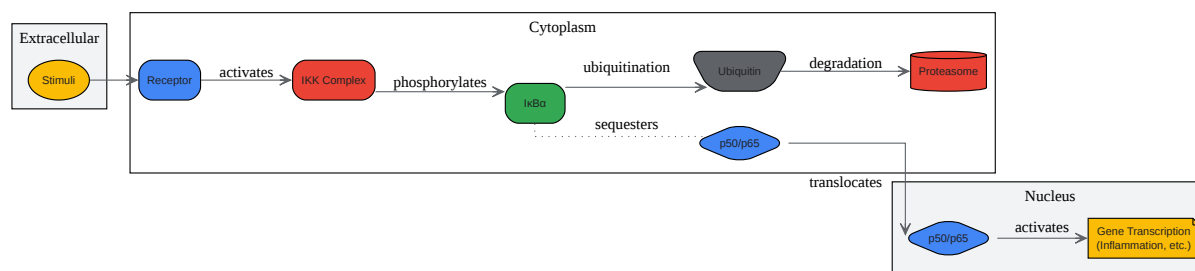 Extracellular
Stimuli
Cytoplasm
Receptor
activates
IKK Complex
phosphorylates
IκBα
ubiquitination
Ubiquitin
degradation
Proteasome
sequesters
p50/p65
translocates
Nucleus
p50/p65
activates
Gene Transcription
(Inflammation, etc.)